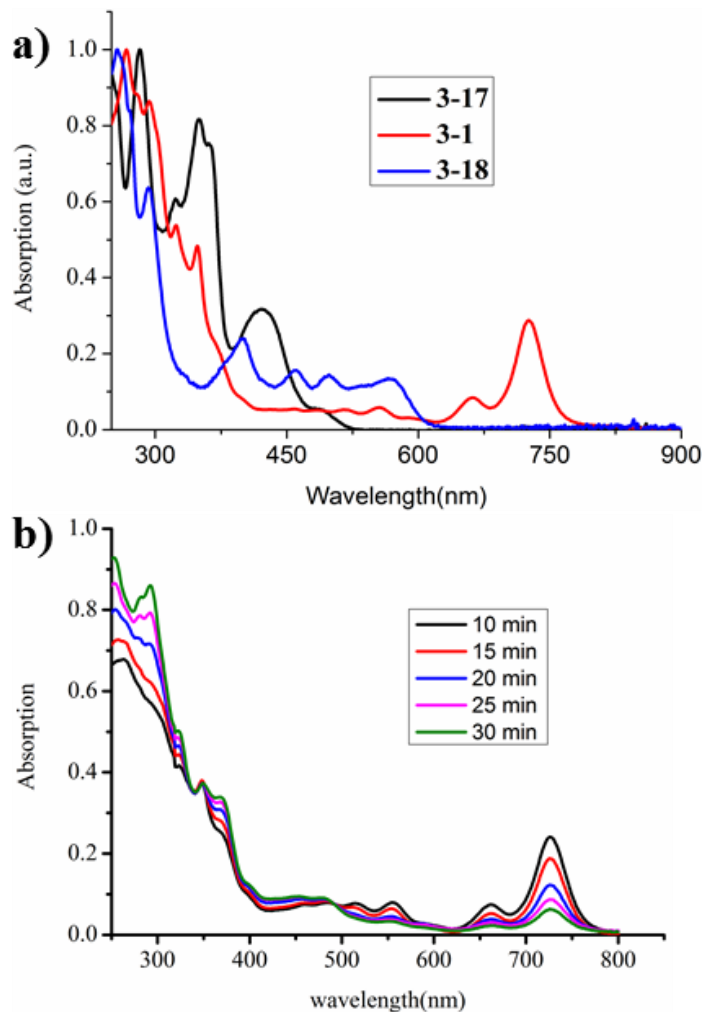 a)
1.0
0.8
0.6
0.4
0.2
0.0
Absorption (a.u.)
3-17
3-1
3-18
300 450 600 750 900
Wavelength(nm)
b)
1.0
0.8
0.6
0.4
0.2
0.0
Absorption
10 min
15 min
20 min
25 min
30 min
300 400 500 600 700 800
wavelength(nm)